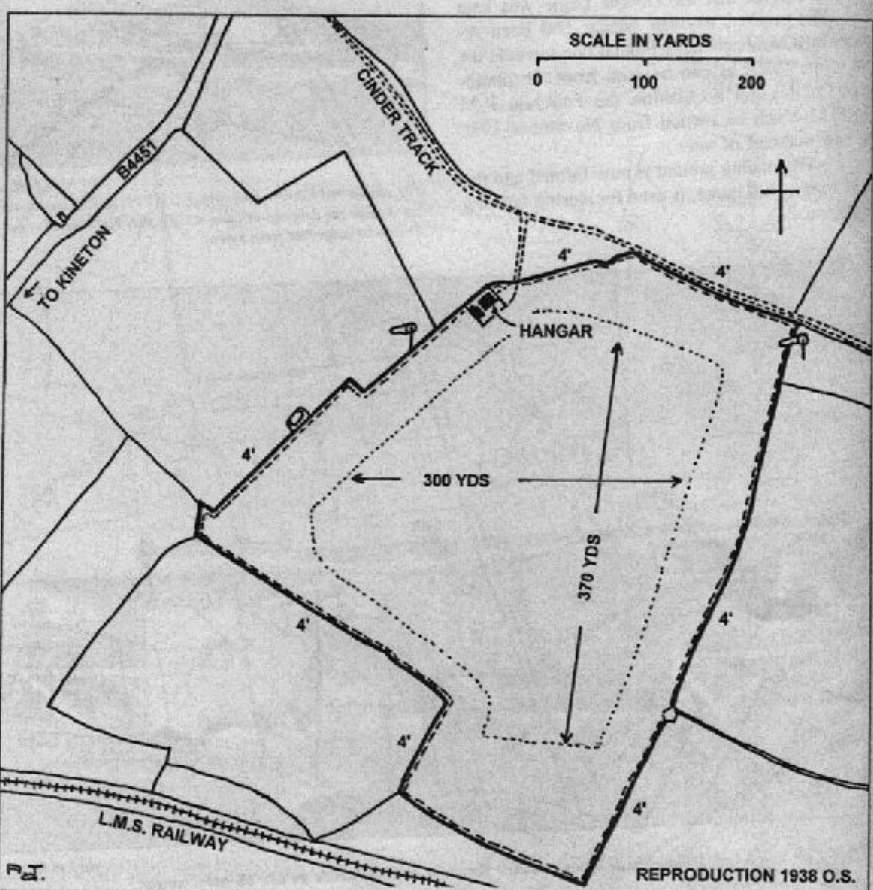 SCALE IN YARDS
0 100 200
CINDER TRACK
B4451
TO KINETON
4'
4'
HANGAR
4'
300 YDS
370 YDS
4'
4'
4'
4'
L.M.S. RAILWAY
REPRODUCTION 1938 O.S.